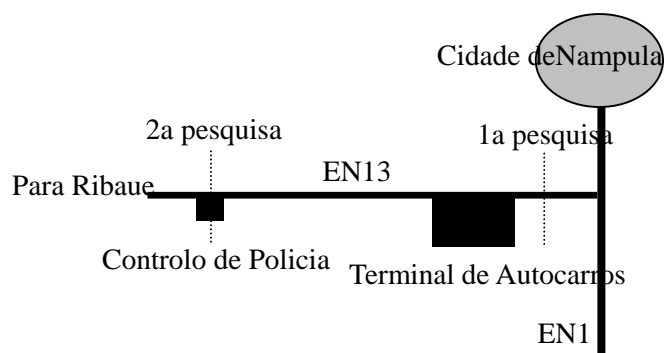 Cidade deNampula
2a pesquisa
1a pesquisa
EN13
Para Ribaue
Controlo de Policia
Terminal de Autocarros
EN1